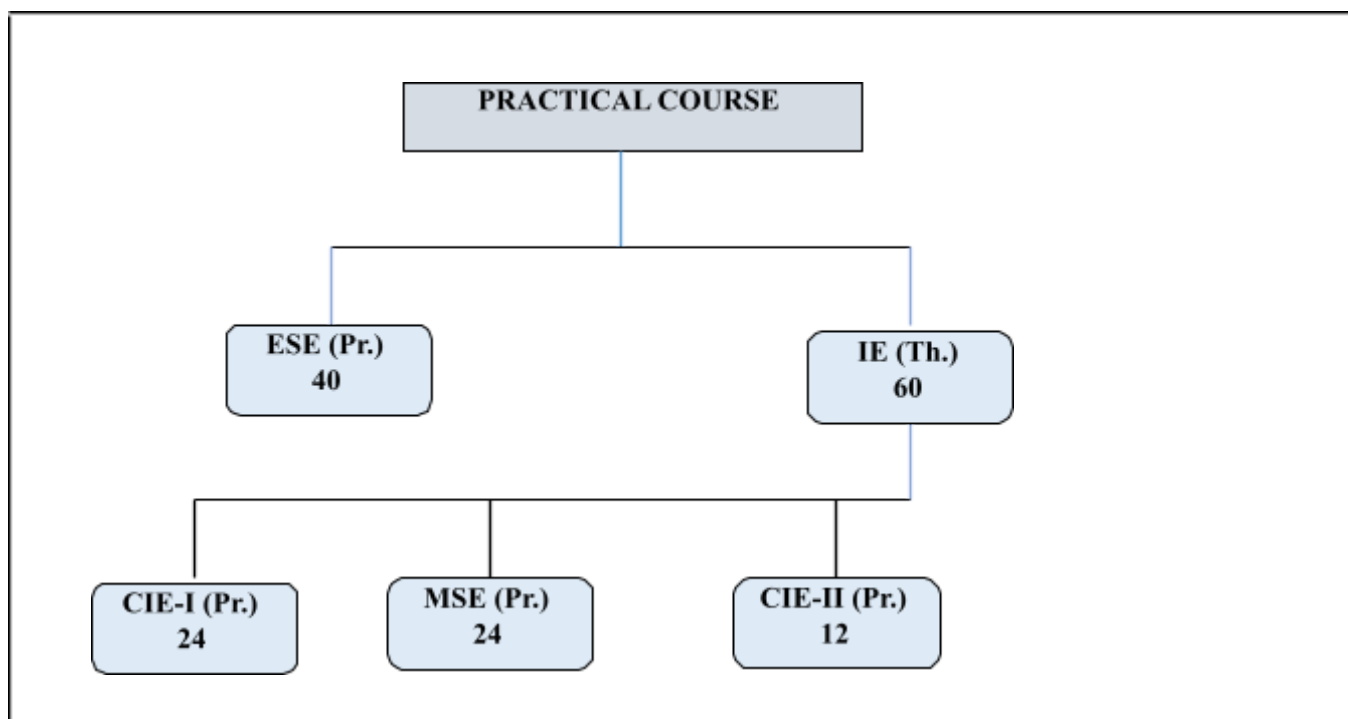 PRACTICAL COURSE
ESE (Pr.)
40
IE (Th.)
60
CIE-I (Pr.)
24
MSE (Pr.)
24
CIE-II (Pr.)
12